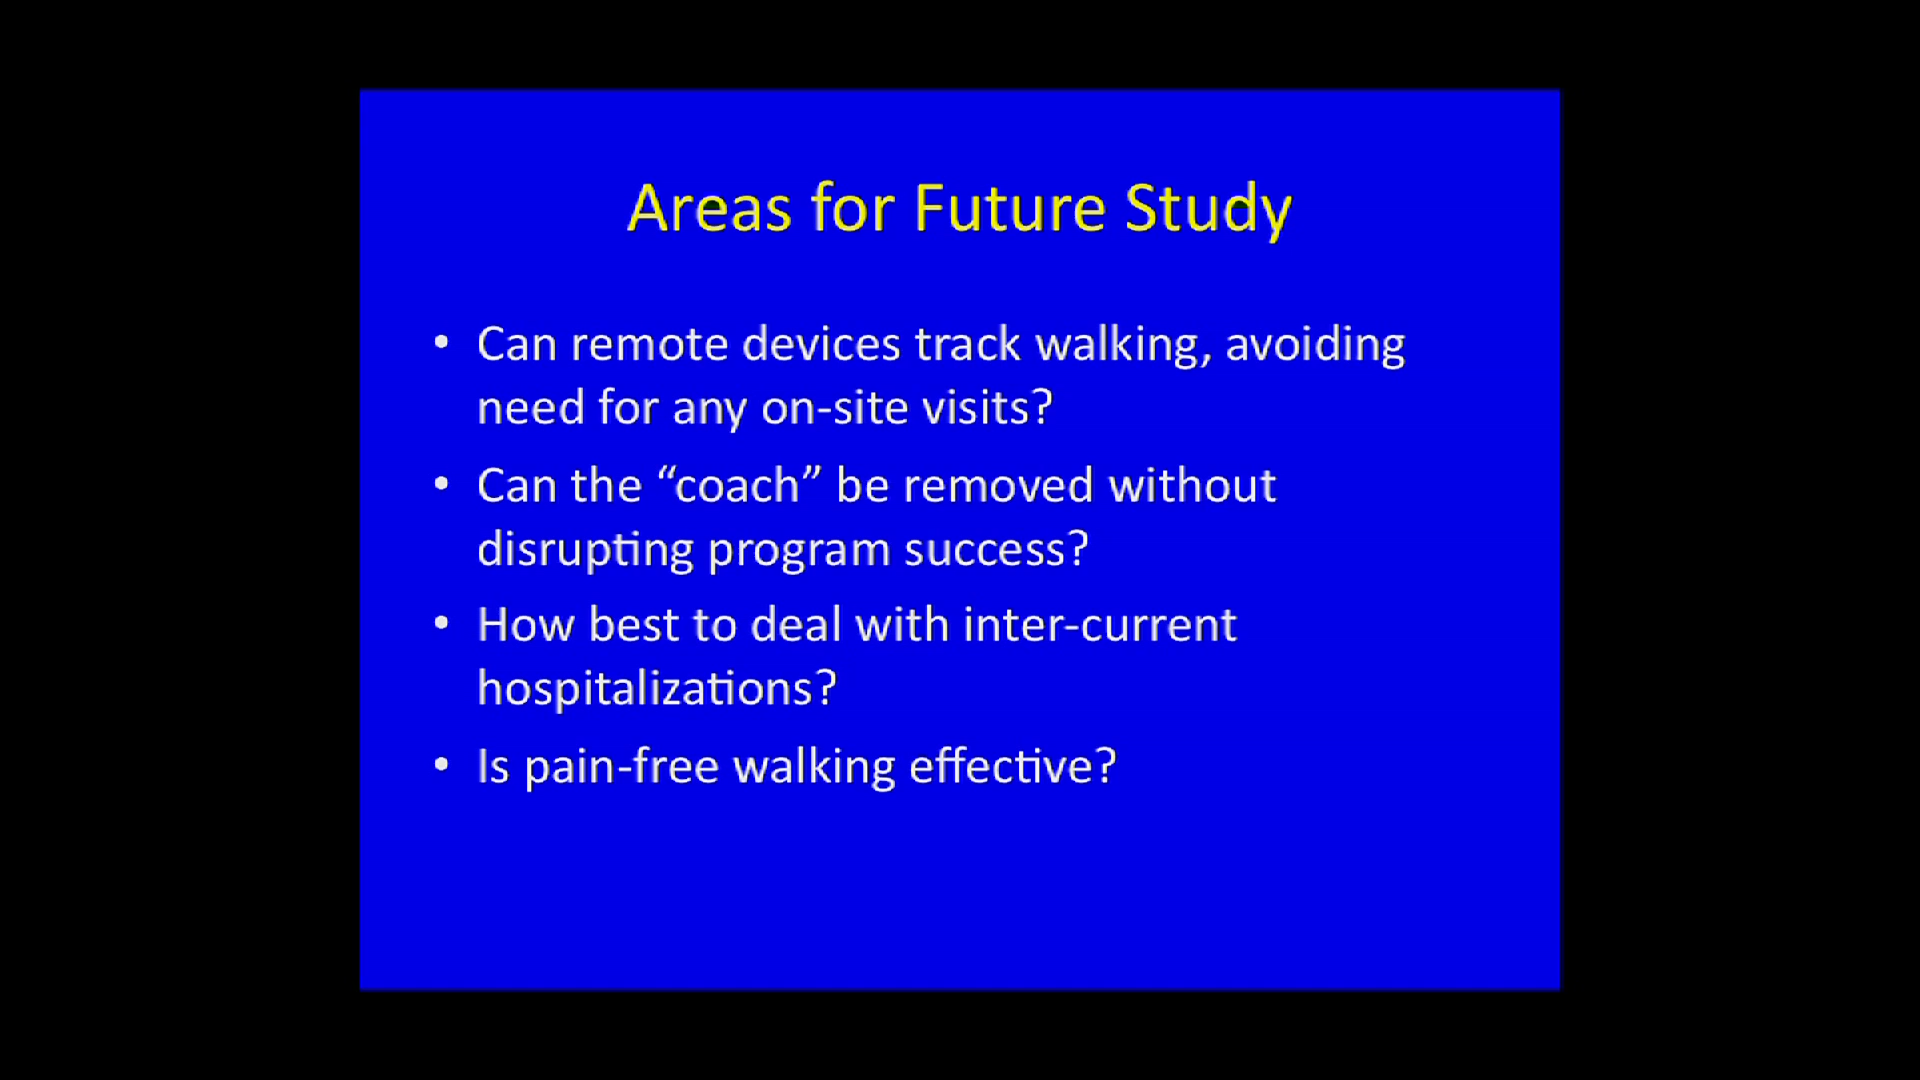 Areas for Future Study
• Can remote devices track walking, avoiding
need for any on-site visits?
• Can the “coach” be removed without
disrupting program success?
• How best to deal with inter-current
hospitalizations?
• Is pain-free walking effective?